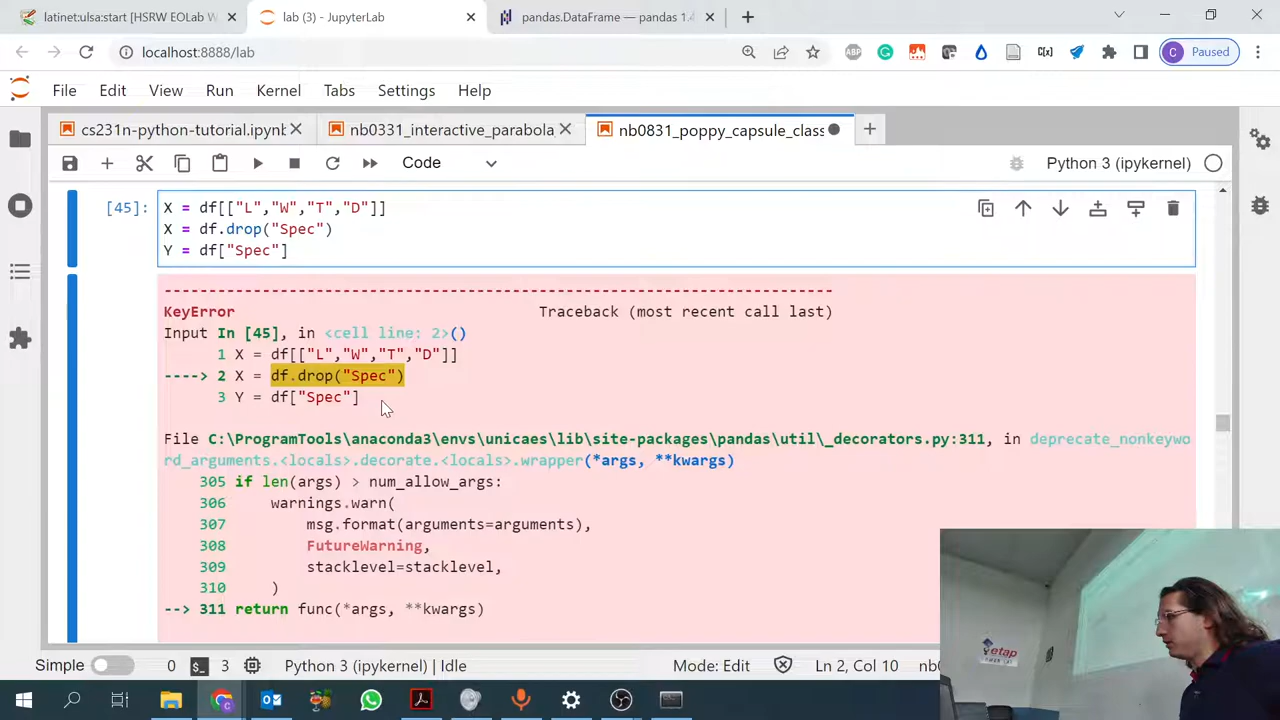 latinet:ulsa:start [HSRW EOLab W
lab (3) - JupyterLab
pandas.DataFrame — pandas 1.4
localhost:8888/lab
ABP
C(x)
C Paused
File Edit View Run Kernel Tabs Settings Help
cs231n-python-tutorial.ipynb
nb0331_interactive_parabola
nb0831_poppy_capsule_class
Code
Python 3 (ipykernel)
[45]:
X = df[["L","W","T","D"]]
X = df.drop("Spec")
Y = df["Spec"]
---------------------------------------------------------------------------
KeyError Traceback (most recent call last)
Input In [45], in <cell line: 2>()
1 X = df[["L","W","T","D"]]
----> 2 X = df.drop("Spec")
3 Y = df["Spec"]
File C:\ProgramTools\anaconda3\envs\unicaes\lib\site-packages\pandas\util\_decorators.py:311, in deprecate_nonkeywo
rd_arguments.<locals>.decorate.<locals>.wrapper(*args, **kwargs)
305 if len(args) > num_allow_args:
306 warnings.warn(
307 msg.format(arguments=arguments),
308 FutureWarning,
309 stacklevel=stacklevel,
310 )
--> 311 return func(*args, **kwargs)
etap
Simple 0 3 Python 3 (ipykernel) | Idle Mode: Edit Ln 2, Col 10